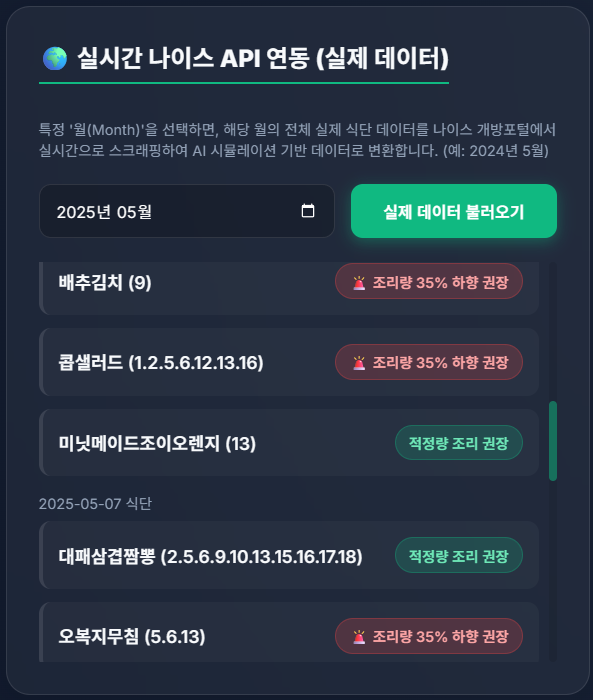 실시간 나이스 API 연동 (실제 데이터)
특정 '월(Month)'을 선택하면, 해당 월의 전체 실제 식단 데이터를 나이스 개방포털에서
실시간으로 스크래핑하여 AI 시뮬레이션 기반 데이터로 변환합니다. (예: 2024년 5월)
2025년 05월
실제 데이터 불러오기
배추김치 (9)
조리량 35% 하향 권장
콥샐러드 (1.2.5.6.12.13.16)
조리량 35% 하향 권장
미닛메이드조이오렌지 (13)
적정량 조리 권장
2025-05-07 식단
대패삼겹짬뽕 (2.5.6.9.10.13.15.16.17.18)
적정량 조리 권장
오복지무침 (5.6.13)
조리량 35% 하향 권장